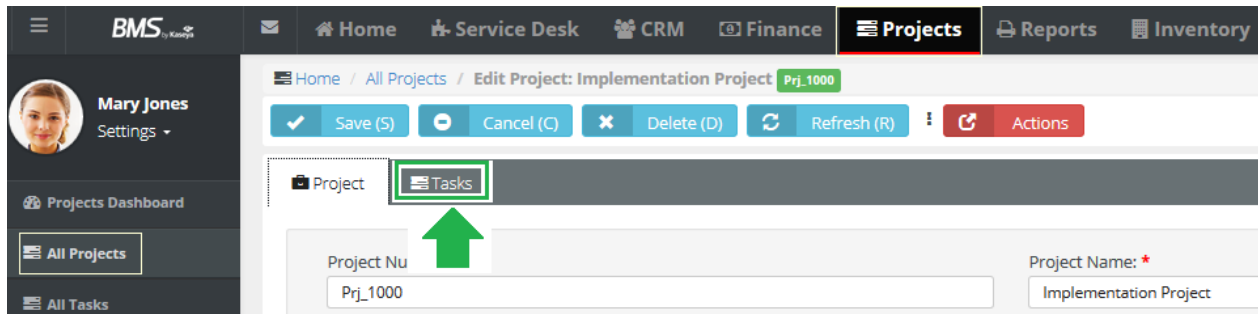 BMS by Kaseya Home Service Desk CRM Finance Projects Reports Inventory
Home / All Projects / Edit Project: Implementation Project Prj_1000
Mary Jones
Settings
Save (S) Cancel (C) Delete (D) Refresh (R) Actions
Project Tasks
Projects Dashboard
All Projects
All Tasks
Project Nu Project Name: *
Prj_1000 Implementation Project